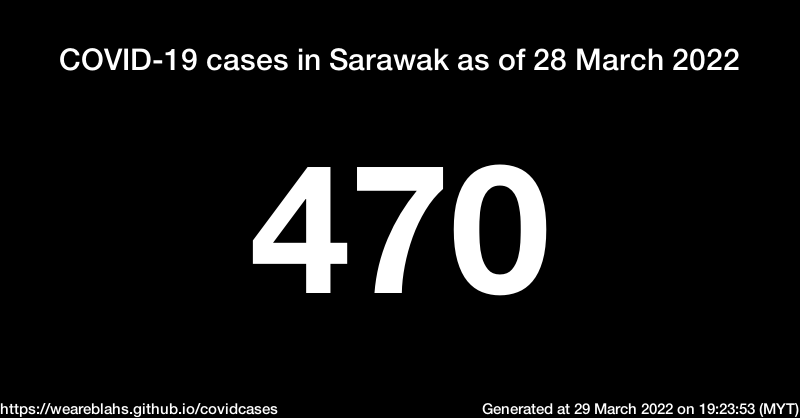 COVID-19 cases in Sarawak as of 28 March 2022
470
https://weareblahs.github.io/covidcases
Generated at 29 March 2022 on 19:23:53 (MYT)